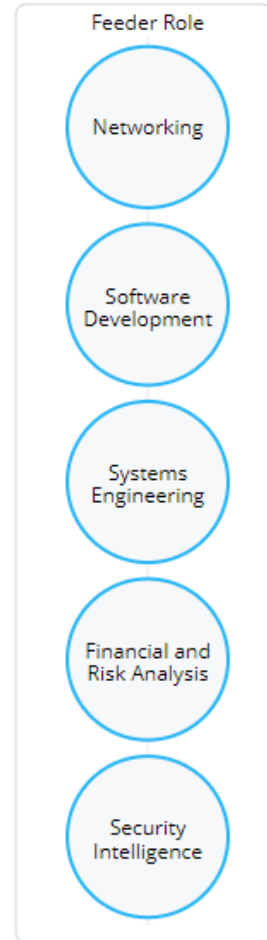 Feeder Role
Networking
Software
Development
Systems
Engineering
Financial and
Risk Analysis
Security
Intelligence